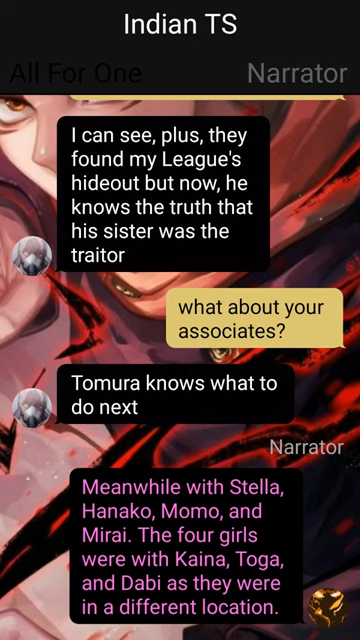 Indian TS
All For One
Narrator
I can see, plus, they
found my League's
hideout but now, he
knows the truth that
his sister was the
traitor
what about your
associates?
Tomura knows what to
do next
Narrator
Meanwhile with Stella,
Hanako, Momo, and
Mirai. The four girls
were with Kaina, Toga,
and Dabi as they were
in a different location.